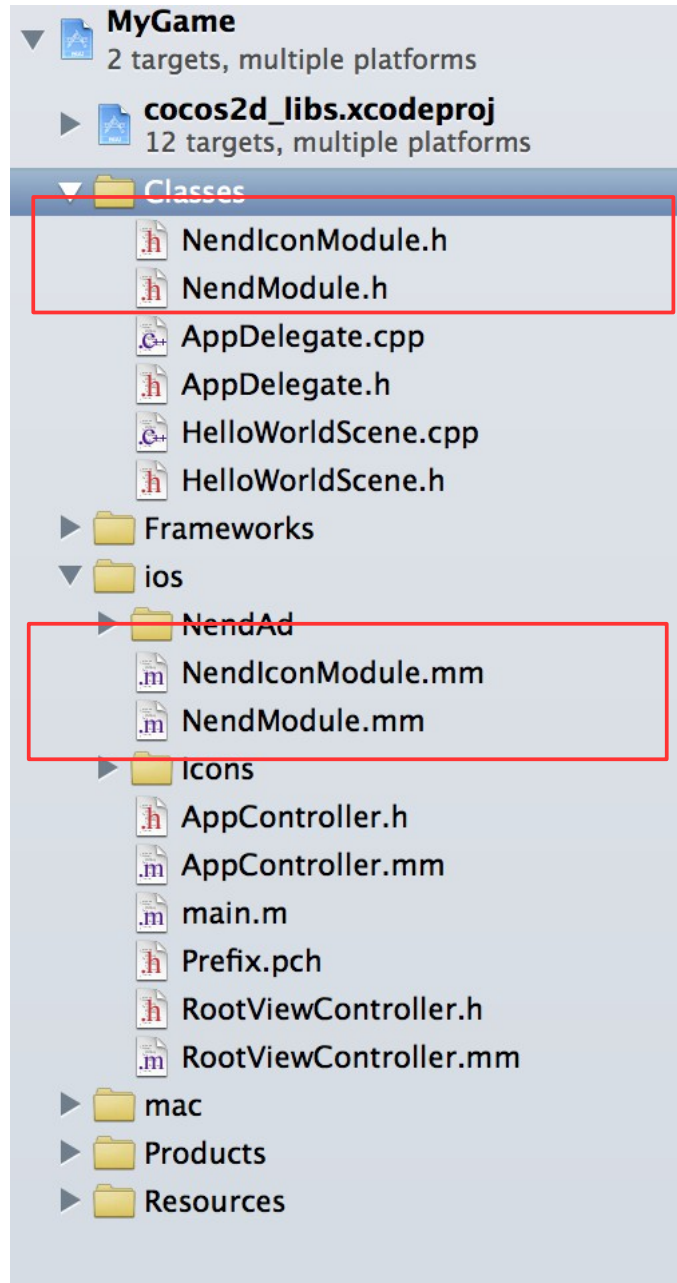 MyGame
2 targets, multiple platforms
cocos2d_libs.xcodeproj
12 targets, multiple platforms
Classes
.h NendIconModule.h
.h NendModule.h
.c++ AppDelegate.cpp
.h AppDelegate.h
.c++ HelloWorldScene.cpp
.h HelloWorldScene.h
Frameworks
ios
NendAd
.m NendIconModule.mm
.m NendModule.mm
Icons
.h AppController.h
.m AppController.mm
.m main.m
.h Prefix.pch
.h RootViewController.h
.m RootViewController.mm
mac
Products
Resources